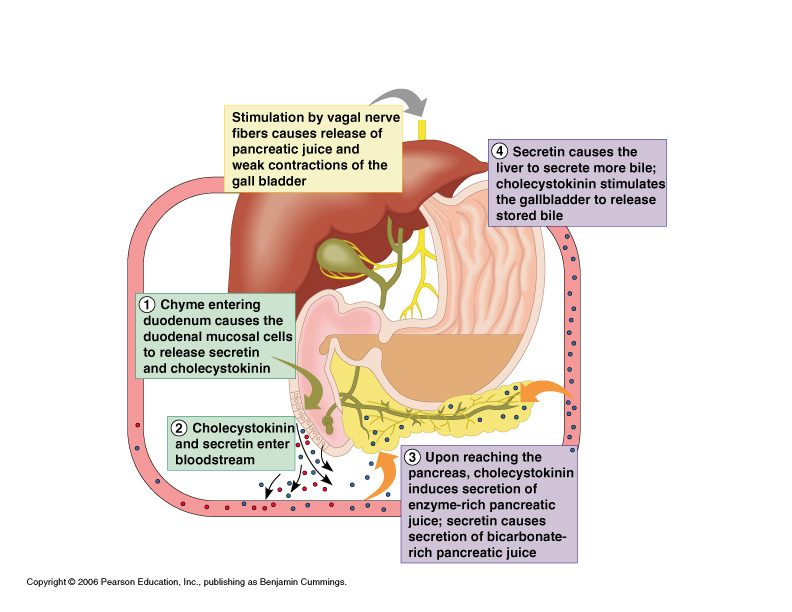 Stimulation by vagal nerve
fibers causes release of
pancreatic juice and
weak contractions of the
gall bladder
1 Chyme entering
duodenum causes the
duodenal mucosal cells
to release secretin
and cholecystokinin
2 Cholecystokinin
and secretin enter
bloodstream
3 Upon reaching the
pancreas, cholecystokinin
induces secretion of
enzyme-rich pancreatic
juice; secretin causes
secretion of bicarbonate-
rich pancreatic juice
4 Secretin causes the
liver to secrete more bile;
cholecystokinin stimulates
the gallbladder to release
stored bile
Copyright © 2006 Pearson Education, Inc., publishing as Benjamin Cummings.